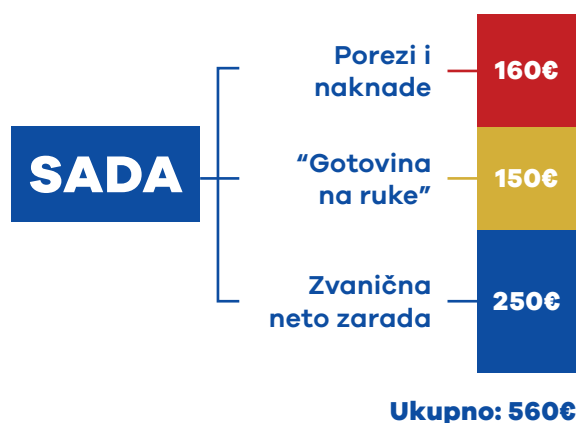 SADA
Porezi i
naknade
160€
“Gotovina
na ruke”
150€
Zvanična
neto zarada
250€
Ukupno: 560€